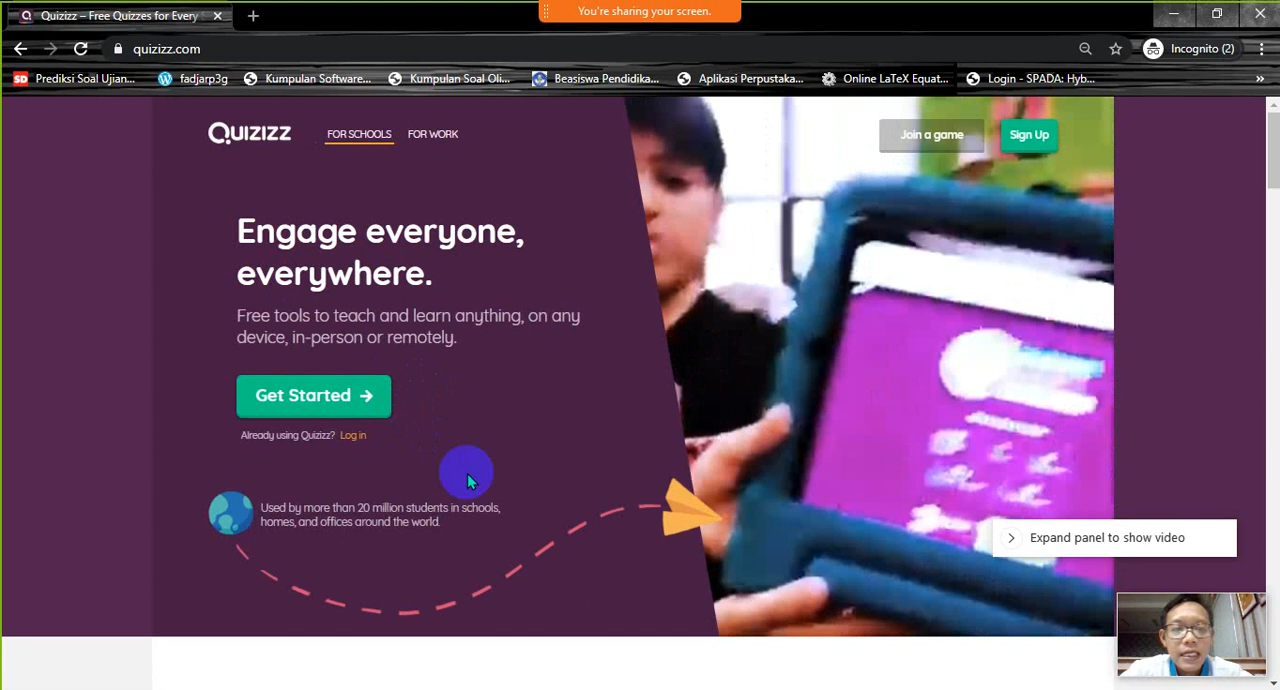 You're sharing your screen.
Quizizz – Free Quizzes for Every
quizizz.com
Incognito (2)
SD Prediksi Soal Ujian...
fadjarp3g
Kumpulan Software...
Kumpulan Soal Oli...
Beasiswa Pendidika...
Aplikasi Perpustaka...
Online LaTeX Equat...
Login - SPADA: Hyb...
»
QUIZIZZ
FOR SCHOOLS
FOR WORK
Join a game
Sign Up
Engage everyone,
everywhere.
Free tools to teach and learn anything, on any
device, in-person or remotely.
Get Started →
Already using Quizizz? Log in
Used by more than 20 million students in schools,
homes, and offices around the world.
Expand panel to show video